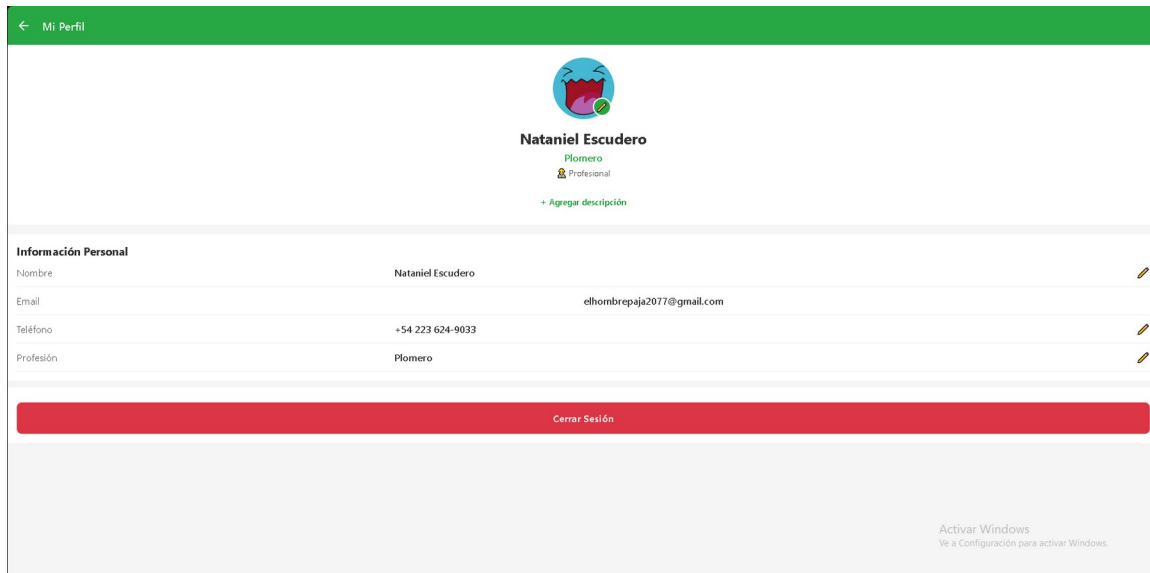 ← Mi Perfil
Nataniel Escudero
Plomero
Profesional
+ Agregar descripción
Información Personal
Nombre Nataniel Escudero
Email elhombrepaja2077@gmail.com
Teléfono +54 223 624-9033
Profesión Plomero
Cerrar Sesión
Activar Windows
Ve a Configuración para activar Windows.